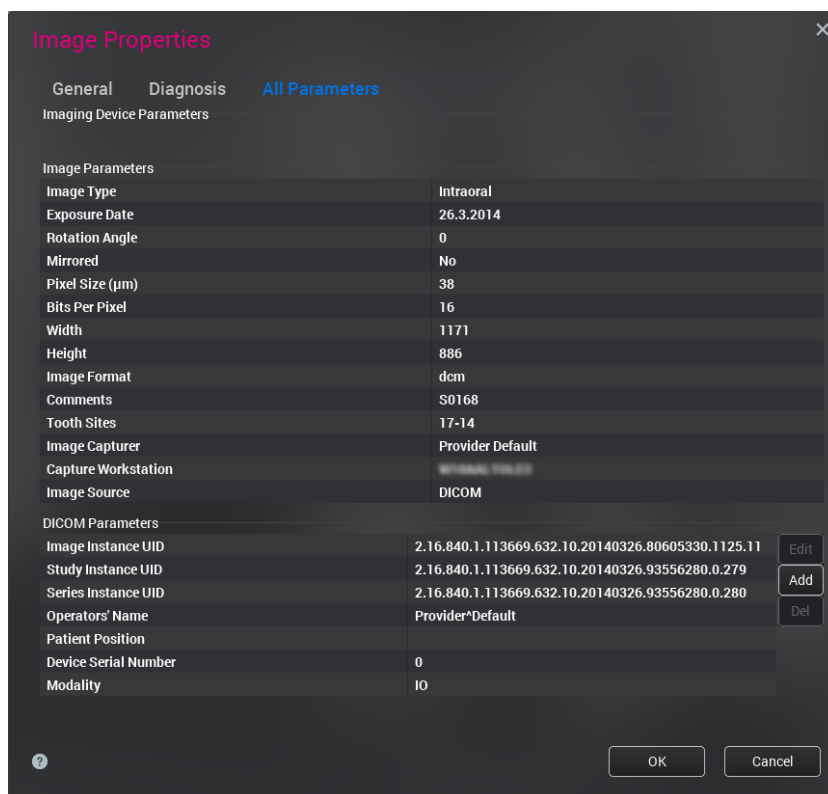 Image Properties
General Diagnosis All Parameters
Imaging Device Parameters
Image Parameters
Image Type Intraoral
Exposure Date 26.3.2014
Rotation Angle 0
Mirrored No
Pixel Size (µm) 38
Bits Per Pixel 16
Width 1171
Height 886
Image Format dcm
Comments S0168
Tooth Sites 17-14
Image Capturer Provider Default
Capture Workstation
Image Source DICOM
DICOM Parameters
Image Instance UID 2.16.840.1.113669.632.10.20140326.80605330.1125.11 Edit
Study Instance UID 2.16.840.1.113669.632.10.20140326.93556280.0.279 Add
Series Instance UID 2.16.840.1.113669.632.10.20140326.93556280.0.280 Del
Operators' Name Provider^Default
Patient Position
Device Serial Number 0
Modality IO
? OK Cancel